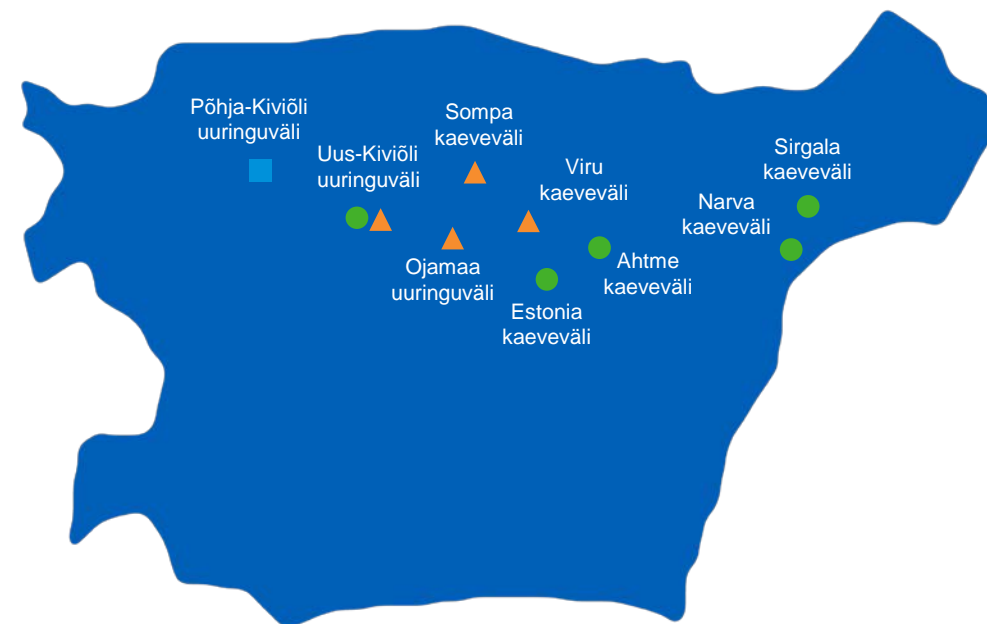 Põhja-Kiviõli
uuringuväli
Uus-Kiviõli
uuringuväli
Sompa
kaeveväli
Viru
kaeveväli
Sirgala
kaeveväli
Narva
kaeveväli
Ojamaa
uuringuväli
Ahtme
kaeveväli
Estonia
kaeveväli